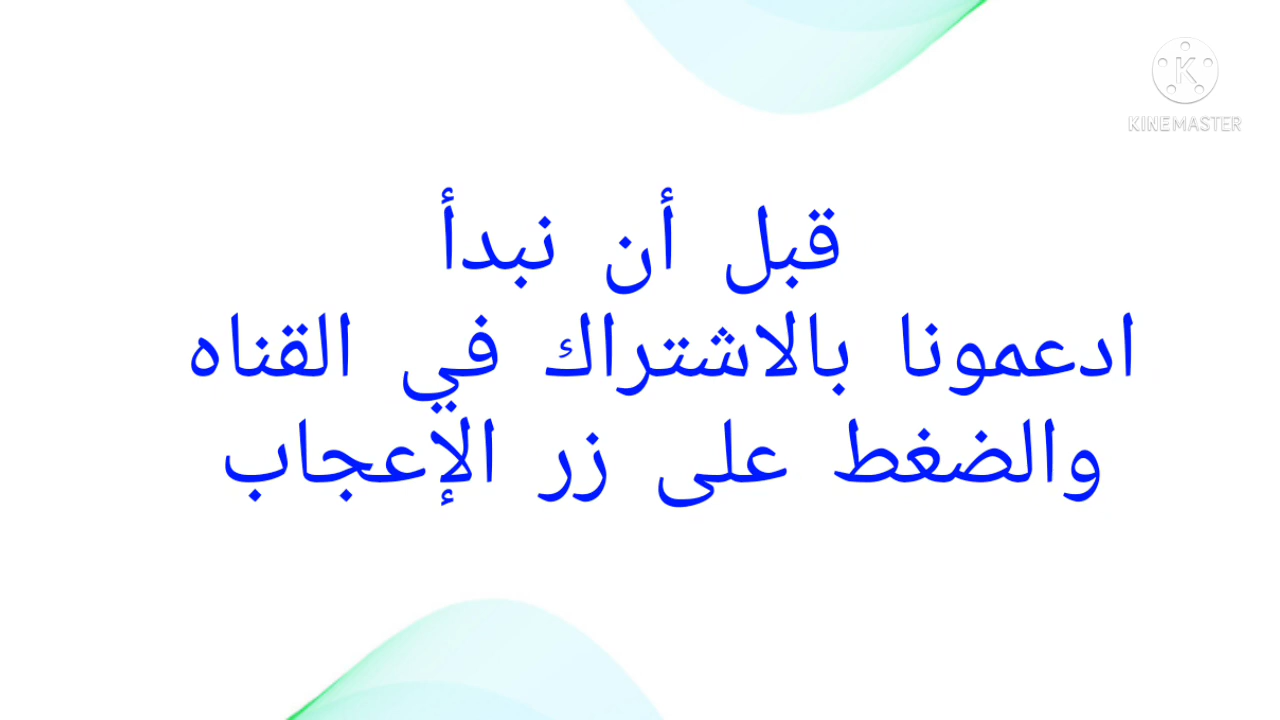 K
KINEMASTER
قبل أن نبدأ
ادعمونا بالاشتراك في القناه
والضغط على زر الإعجاب